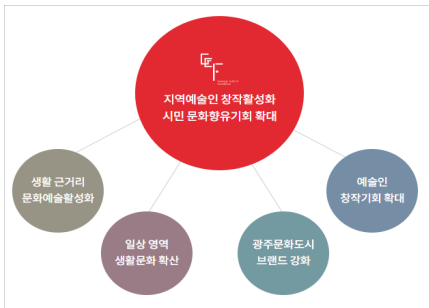 지역예술인 창작활성화
시민 문화향유기회 확대
생활 근거리
문화예술활성화
예술인
창작기회 확대
일상 영역
생활문화 확산
광주문화도시
브랜드 강화